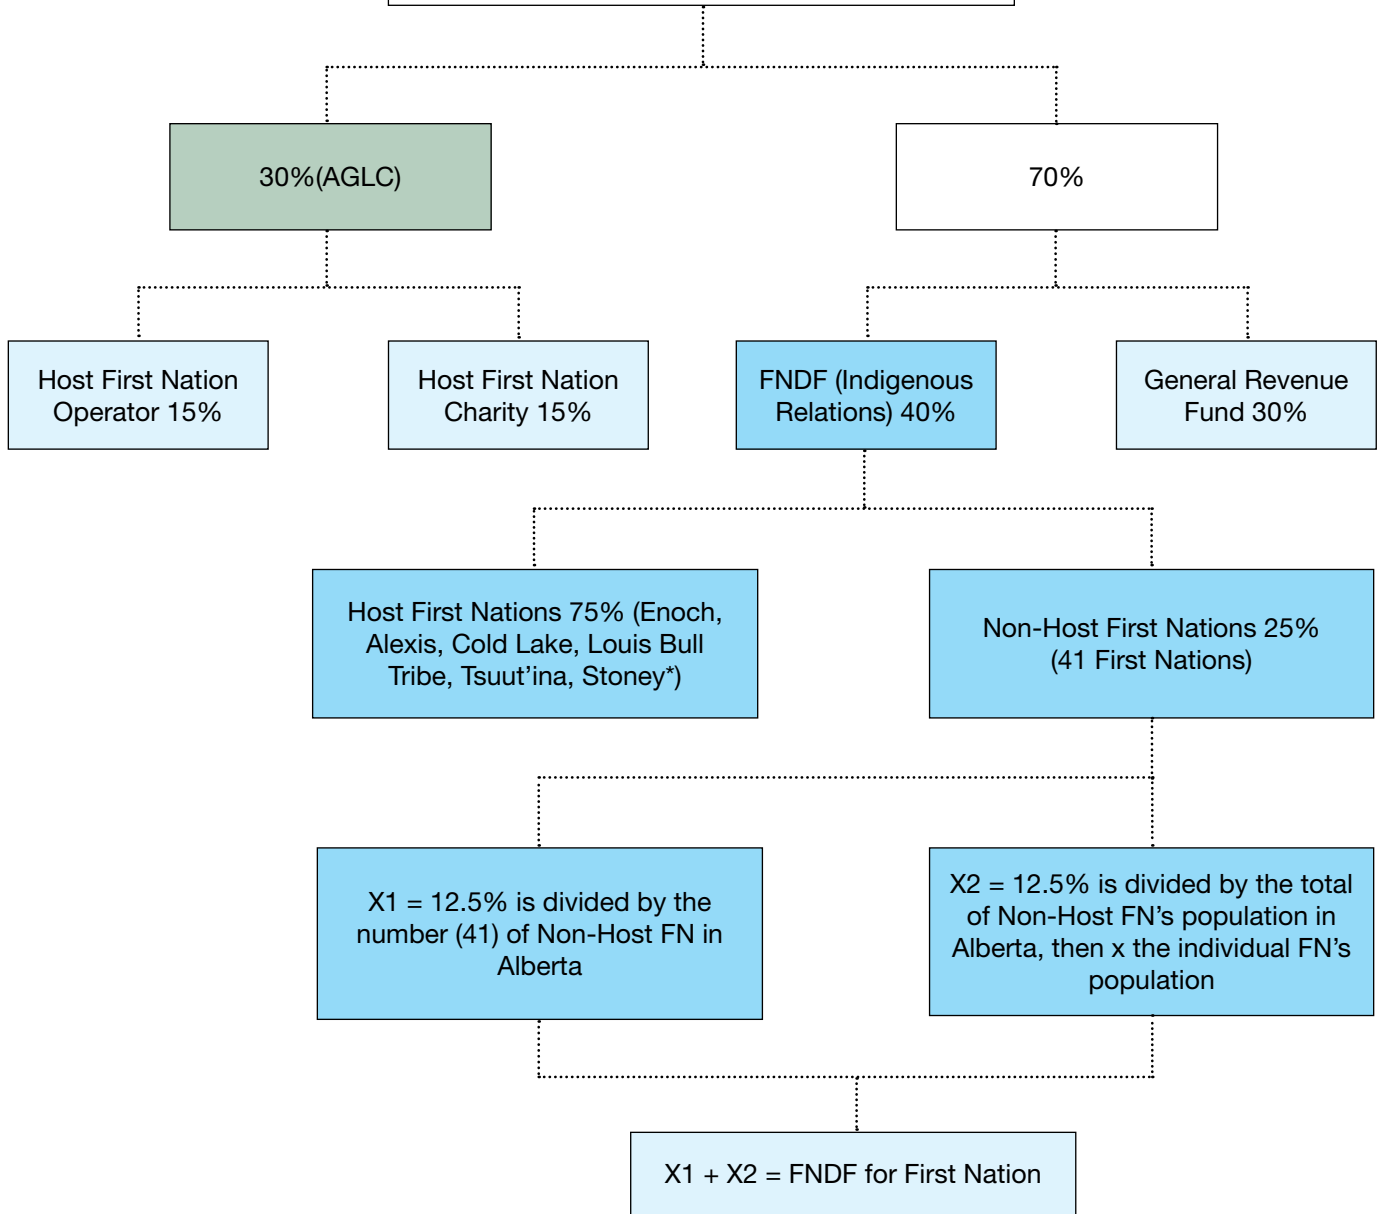 30%(AGLC)
70%
Host First Nation
Operator 15%
Host First Nation
Charity 15%
FNDF (Indigenous
Relations) 40%
General Revenue
Fund 30%
Host First Nations 75% (Enoch,
Alexis, Cold Lake, Louis Bull
Tribe, Tsuut’ina, Stoney*)
Non-Host First Nations 25%
(41 First Nations)
X1 = 12.5% is divided by the
number (41) of Non-Host FN in
Alberta
X2 = 12.5% is divided by the total
of Non-Host FN’s population in
Alberta, then x the individual FN’s
population
X1 + X2 = FNDF for First Nation